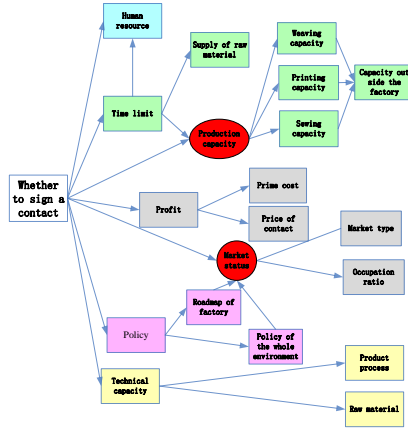 Human
resource
Supply of raw
material
Weaving
capacity
Printing
capacity
Capacity out
side the
factory
Time limit
Production
capacity
Sewing
capacity
Whether
to sign a
contact
Profit
Prime cost
Price of
contact
Market type
Market
status
Occupation
ratio
Roadmap of
factory
Policy
Policy of
the whole
environment
Technical
capacity
Product
process
Raw material